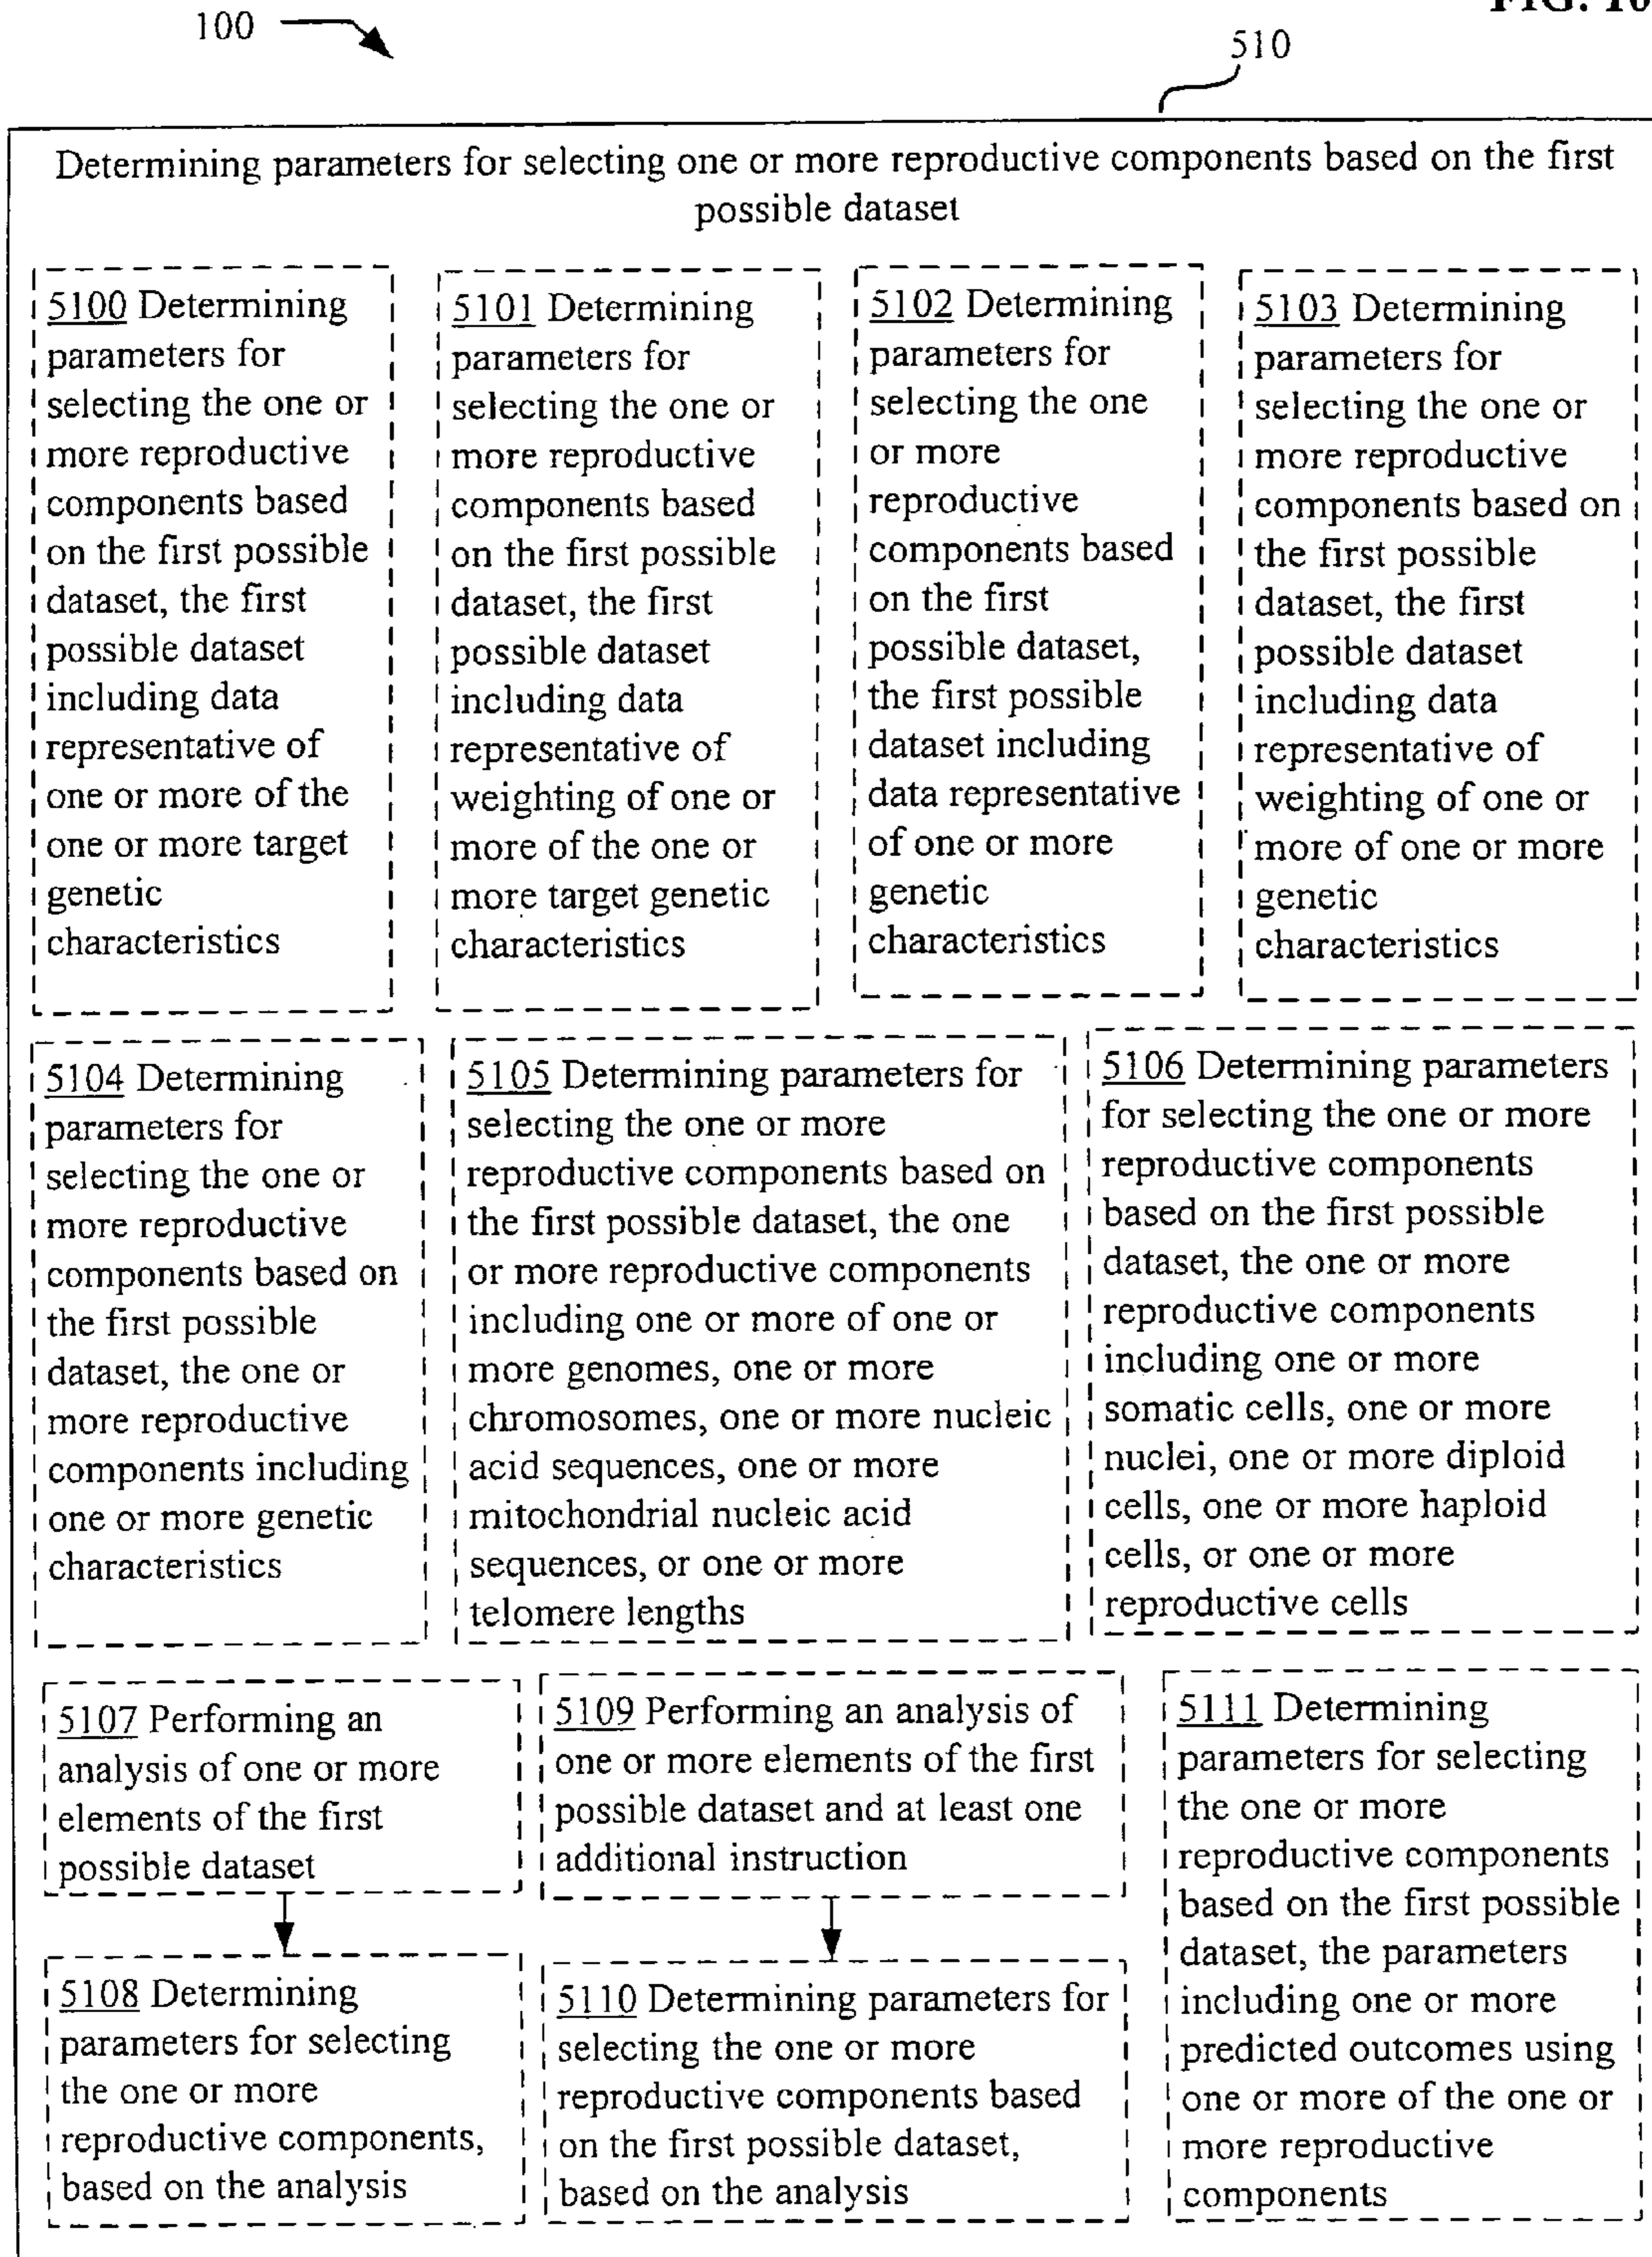 100
510
Determining parameters for selecting one or more reproductive components based on the first
possible dataset
5100 Determining
parameters for
selecting the one or
more reproductive
components based
on the first possible
dataset, the first
possible dataset
including data
representative of
one or more of the
one or more target
genetic
characteristics
5101 Determining
parameters for
selecting the one or
more reproductive
components based
on the first possible
dataset, the first
possible dataset
including data
representative of
weighting of one or
more of the one or
more target genetic
characteristics
5102 Determining
parameters for
selecting the one
or more
reproductive
components based
on the first
possible dataset,
the first possible
dataset including
data representative
of one or more
genetic
characteristics
5103 Determining
parameters for
selecting the one or
more reproductive
components based on
the first possible
dataset, the first
possible dataset
including data
representative of
weighting of one or
more of one or more
genetic
characteristics
5104 Determining
parameters for
selecting the one or
more reproductive
components based on
the first possible
dataset, the one or
more reproductive
components including
one or more genetic
characteristics
5105 Determining parameters for
selecting the one or more
reproductive components based on
the first possible dataset, the one
or more reproductive components
including one or more of one or
more genomes, one or more
chromosomes, one or more nucleic
acid sequences, one or more
mitochondrial nucleic acid
sequences, or one or more
telomere lengths
5106 Determining parameters
for selecting the one or more
reproductive components
based on the first possible
dataset, the one or more
reproductive components
including one or more
somatic cells, one or more
nuclei, one or more diploid
cells, one or more haploid
cells, or one or more
reproductive cells
5107 Performing an
analysis of one or more
elements of the first
possible dataset
5109 Performing an analysis of
one or more elements of the first
possible dataset and at least one
additional instruction
5111 Determining
parameters for selecting
the one or more
reproductive components
based on the first possible
dataset, the parameters
including one or more
predicted outcomes using
one or more of the one or
more reproductive
components
5108 Determining
parameters for selecting
the one or more
reproductive components,
based on the analysis
5110 Determining parameters for
selecting the one or more
reproductive components based
on the first possible dataset,
based on the analysis